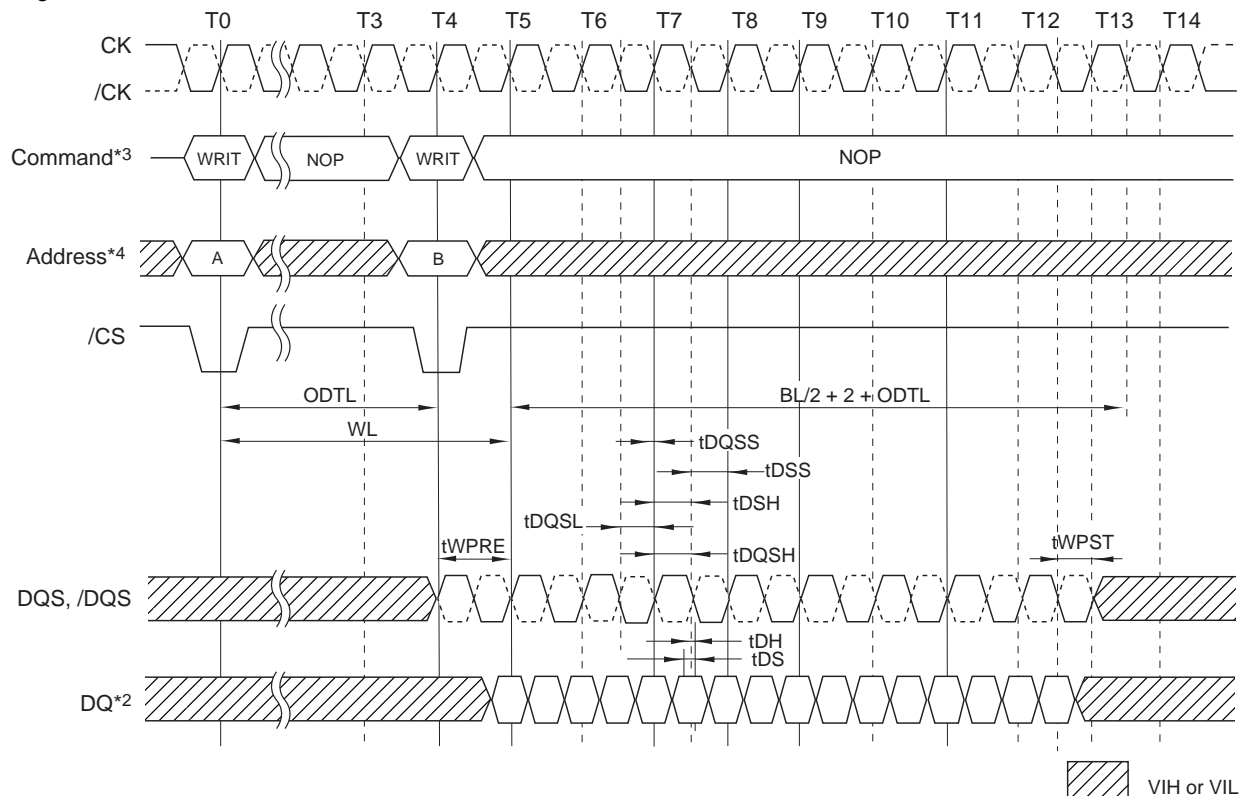 T0 T3 T4 T5 T6 T7 T8 T9 T10 T11 T12 T13 T14
CK
/CK
Command*3 WRIT NOP WRIT NOP
Address*4 A B
/CS
ODTL BL/2 + 2 + ODTL
WL
tDQSS
tDSS
tDSH
tDQSL
tWPRE tDQSH tWPST
DQS, /DQS
tDH
tDS
DQ*2
VIH or VIL